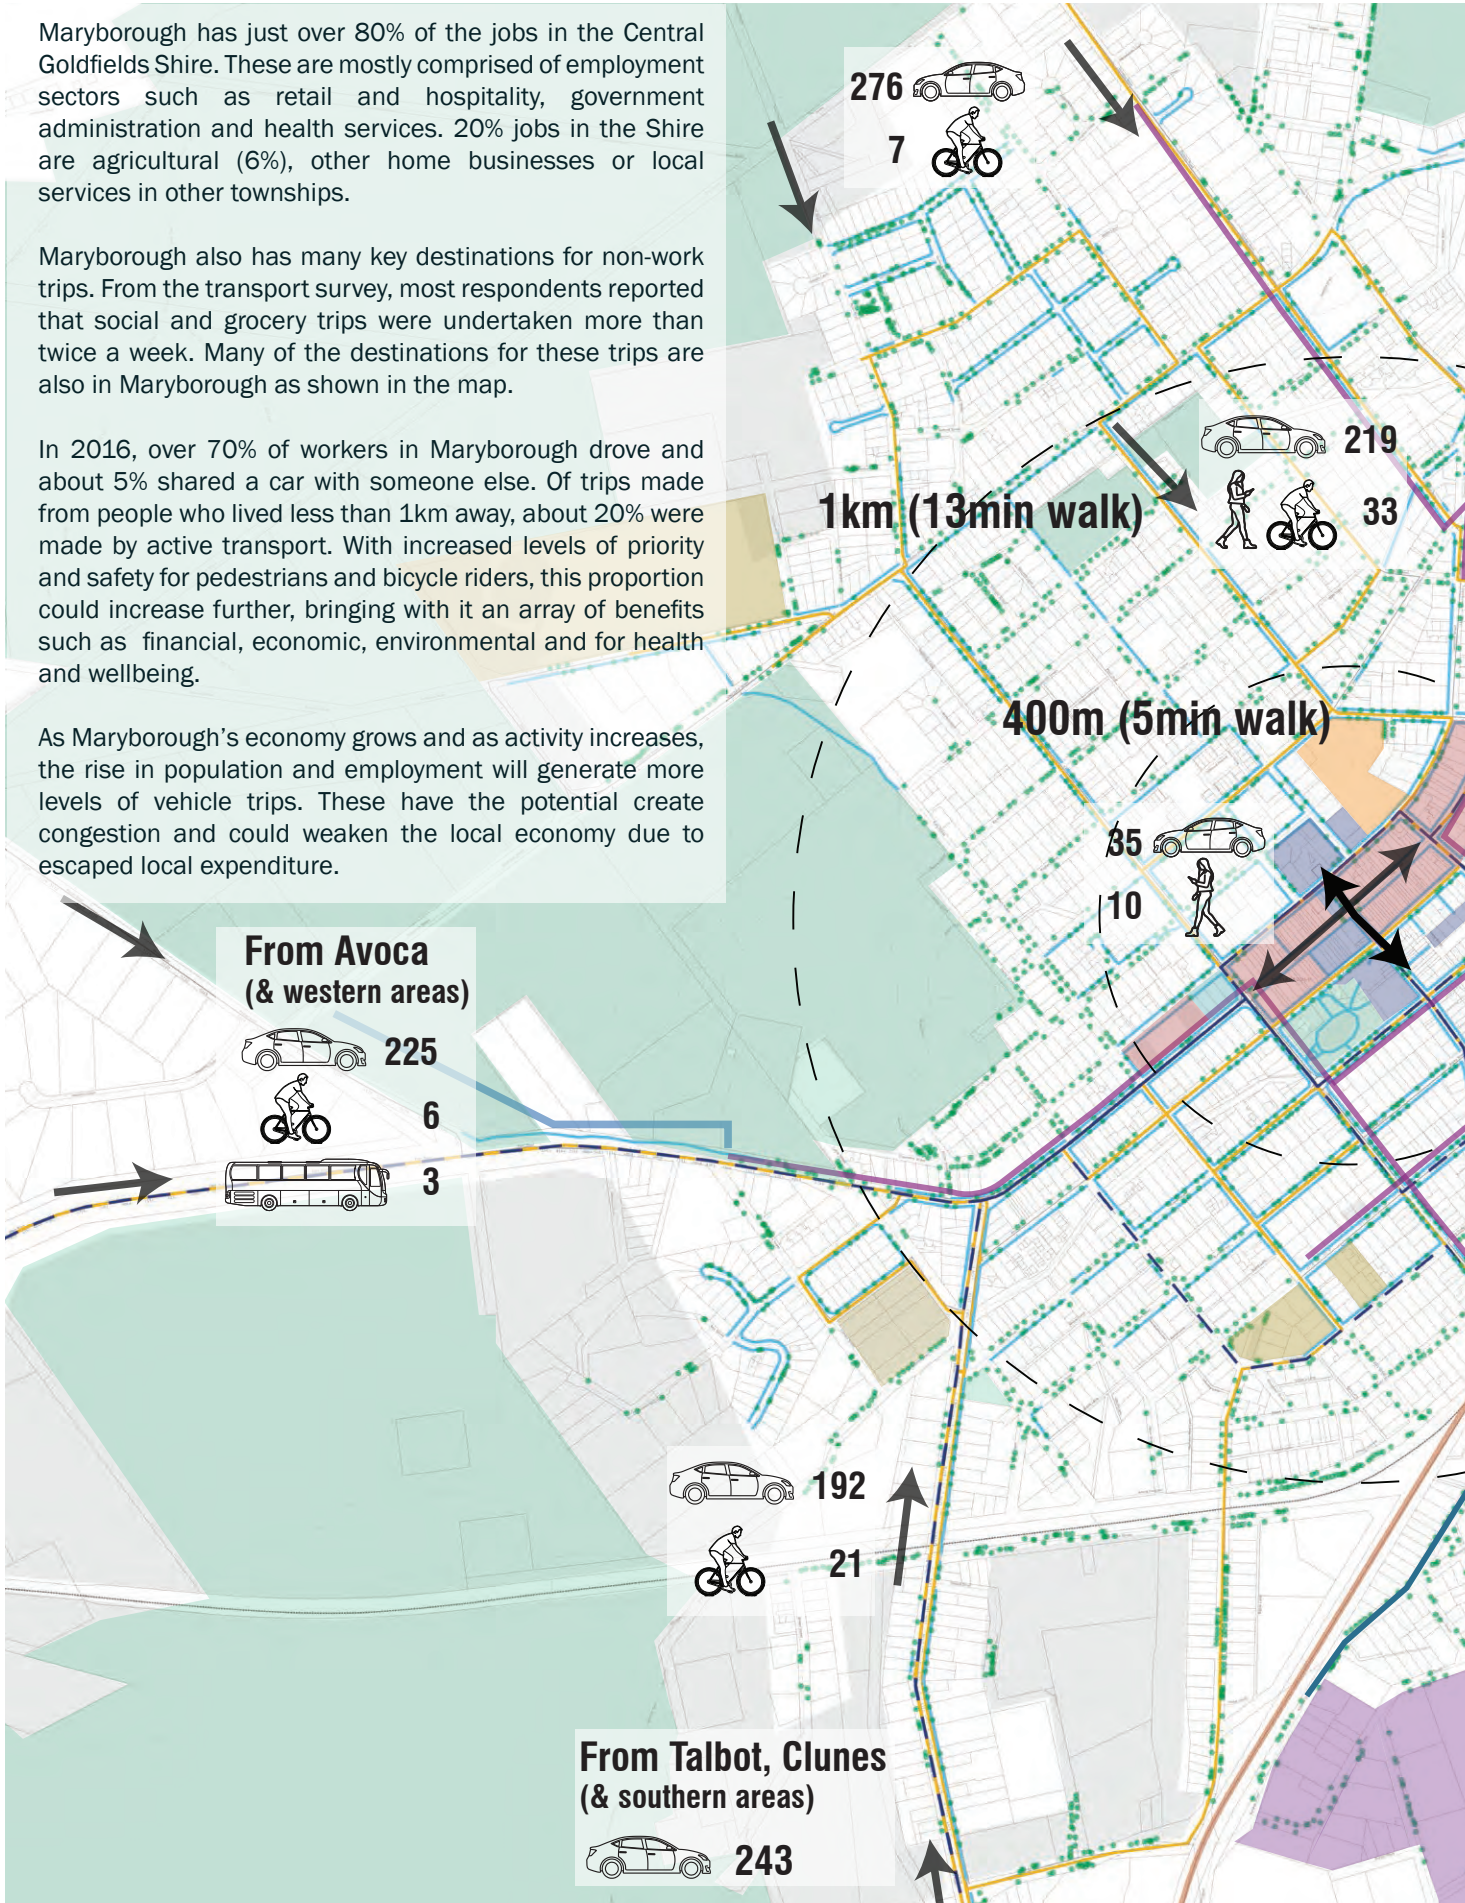 Maryborough has just over 80% of the jobs in the Central
Goldfields Shire. These are mostly comprised of employment
sectors such as retail and hospitality, government
administration and health services. 20% jobs in the Shire
are agricultural (6%), other home businesses or local
services in other townships.
Maryborough also has many key destinations for non-work
trips. From the transport survey, most respondents reported
that social and grocery trips were undertaken more than
twice a week. Many of the destinations for these trips are
also in Maryborough as shown in the map.
In 2016, over 70% of workers in Maryborough drove and
about 5% shared a car with someone else. Of trips made
from people who lived less than 1km away, about 20% were
made by active transport. With increased levels of priority
and safety for pedestrians and bicycle riders, this proportion
could increase further, bringing with it an array of benefits
such as financial, economic, environmental and for health
and wellbeing.
As Maryborough's economy grows and as activity increases,
the rise in population and employment will generate more
levels of vehicle trips. These have the potential create
congestion and could weaken the local economy due to
escaped local expenditure.
276
7
219
33
1km (13min walk)
400m (5min walk)
35
10
From Avoca
(& western areas)
225
6
3
192
21
From Talbot, Clunes
(& southern areas)
243